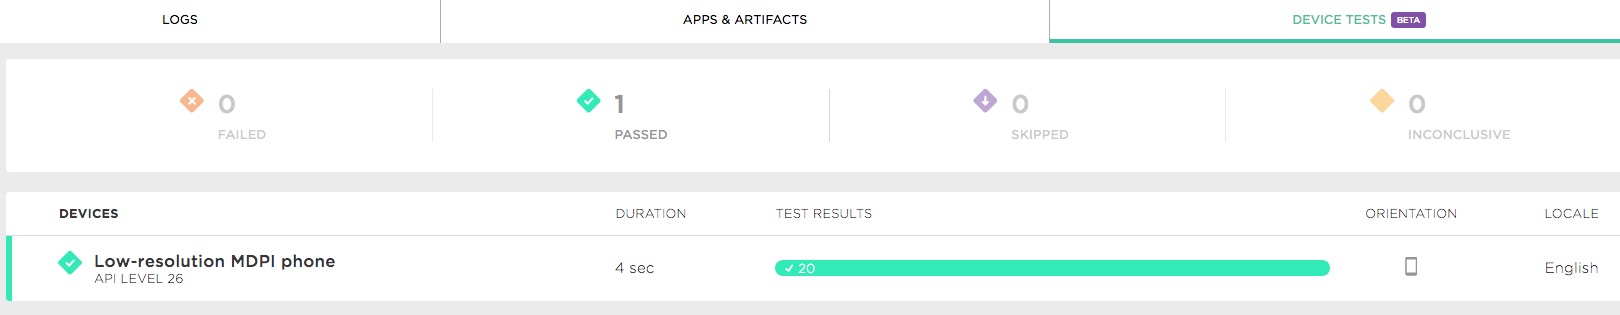 LOGS
APPS & ARTIFACTS
DEVICE TESTS BETA
0
FAILED
1
PASSED
0
SKIPPED
0
INCONCLUSIVE
DEVICES DURATION TEST RESULTS ORIENTATION LOCALE
Low-resolution MDPI phone
API LEVEL 26
4 sec
20
English